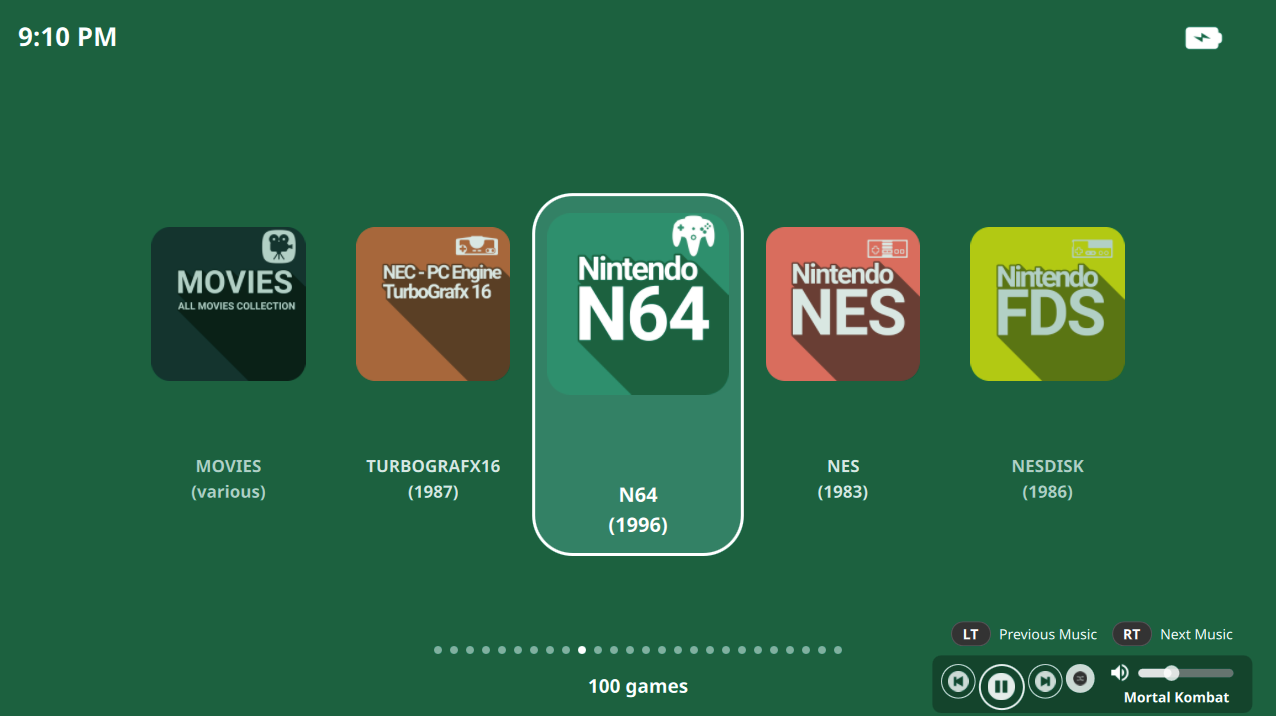 9:10 PM
MOVIES
ALL MOVIES COLLECTION
NEC - PC Engine
TurboGrafx 16
Nintendo
N64
Nintendo
NES
Nintendo
FDS
MOVIES
(various)
TURBOGRAFX16
(1987)
N64
(1996)
NES
(1983)
NESDISK
(1986)
100 games
LT Previous Music RT Next Music
Mortal Kombat